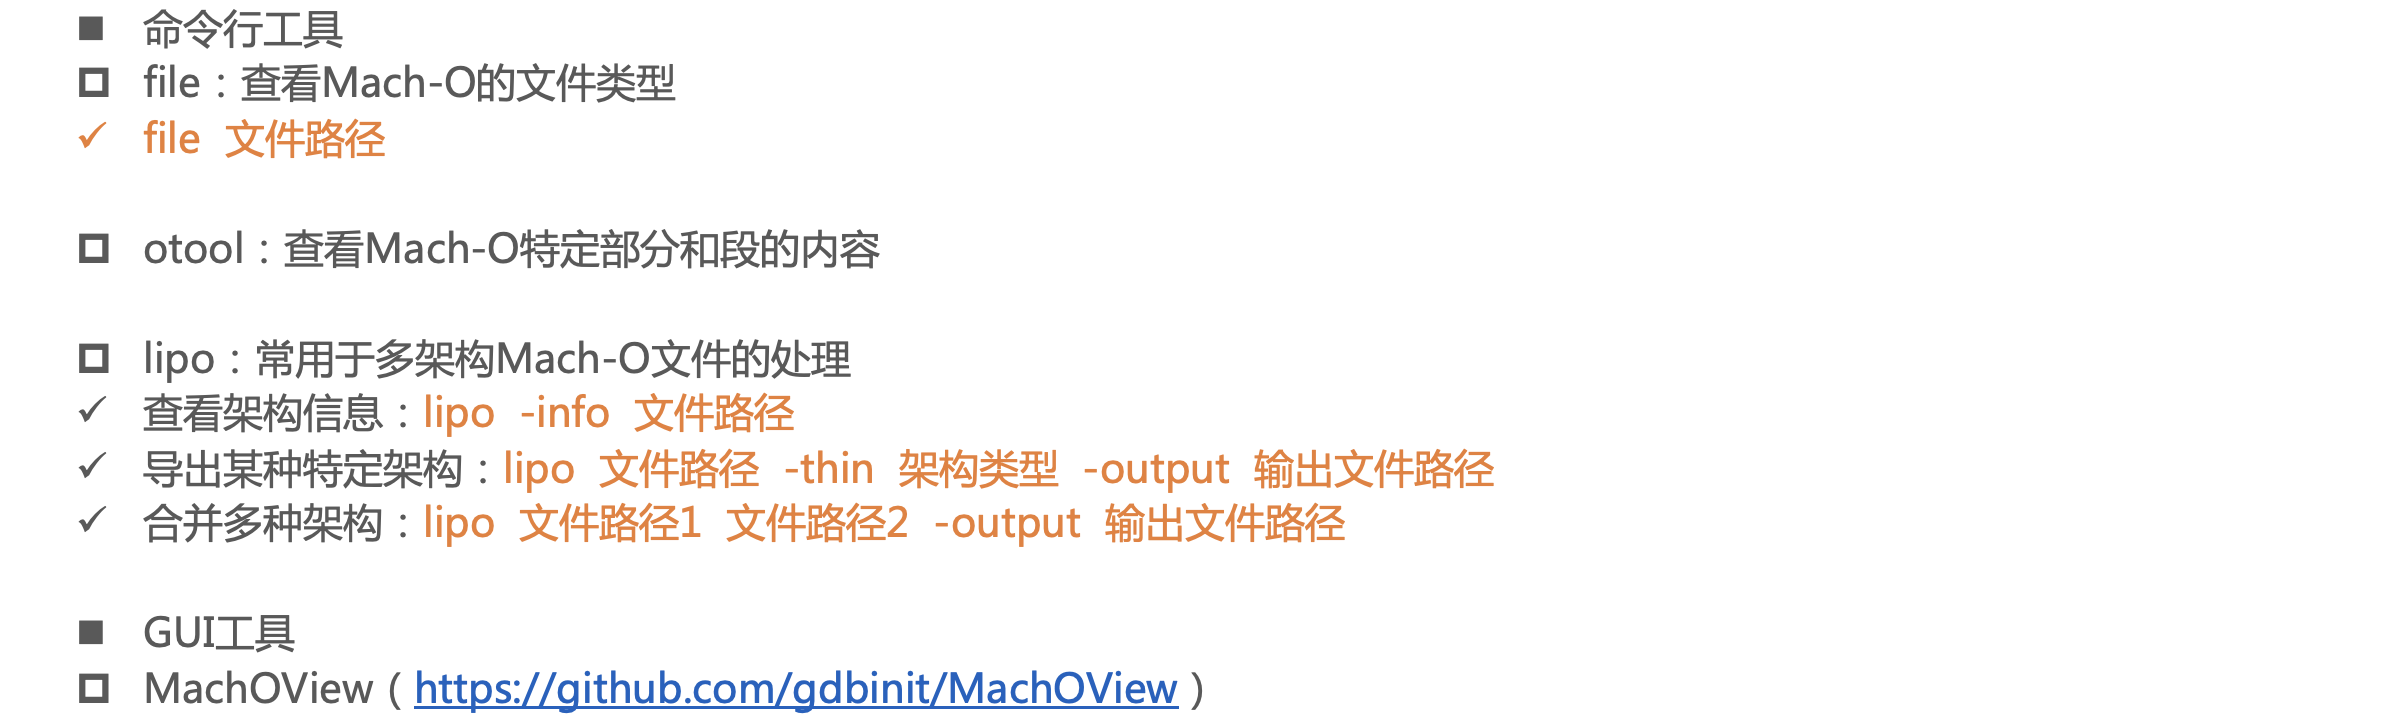 命令行工具
file：查看Mach-O的文件类型
file 文件路径
otool：查看Mach-O特定部分和段的内容
lipo：常用于多架构Mach-O文件的处理
查看架构信息：lipo -info 文件路径
导出某种特定架构：lipo 文件路径 -thin 架构类型 -output 输出文件路径
合并多种架构：lipo 文件路径1 文件路径2 -output 输出文件路径
GUI工具
MachOView（https://github.com/gdbinit/MachOView）